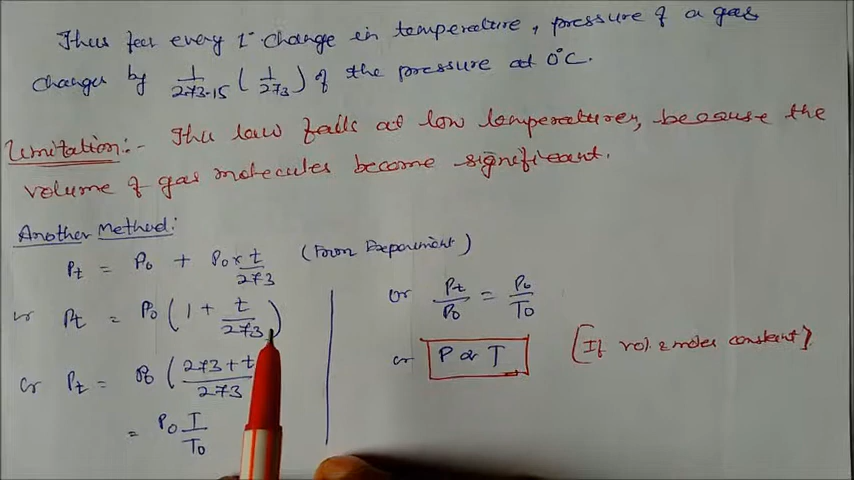 Thus for every 1° change in temperature, pressure of a gas
changes by 1/273.15 (1/273) of the pressure at 0°C.
Limitation:- This law fails at low temperatures, because the
volume of gas molecules become significant.
Another Method:
Pt = P0 + P0 x t/273 (From Experiment)
or Pt = P0 (1 + t/273)
or Pt = P0 (273+t/273
= P0 T/T0
or Pt/P0 = P0/T0
or P α T [If vol & moles constant]